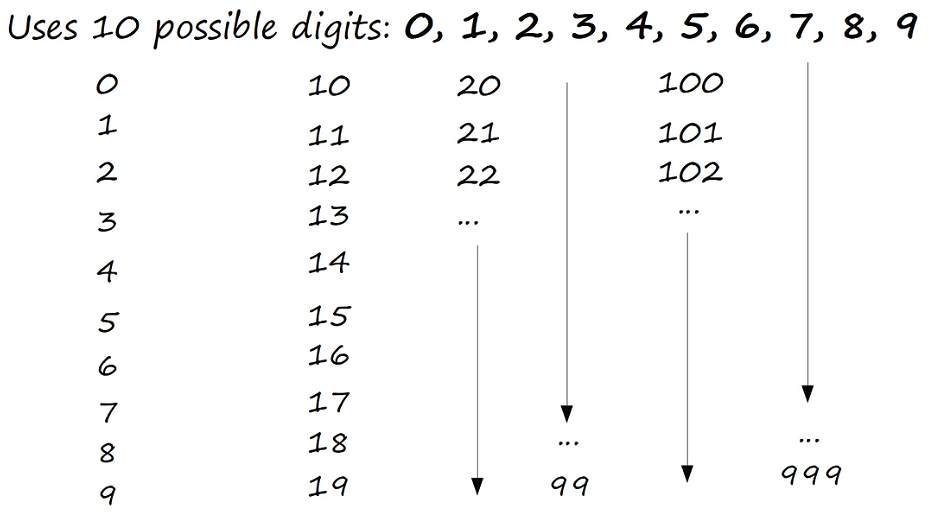 Uses 10 possible digits: 0, 1, 2, 3, 4, 5, 6, 7, 8, 9
0 10 20 100
1 11 21 101
2 12 22 102
3 13 ... ...
4 14
5 15
6 16
7 17
8 18 ... ...
9 19 99 999